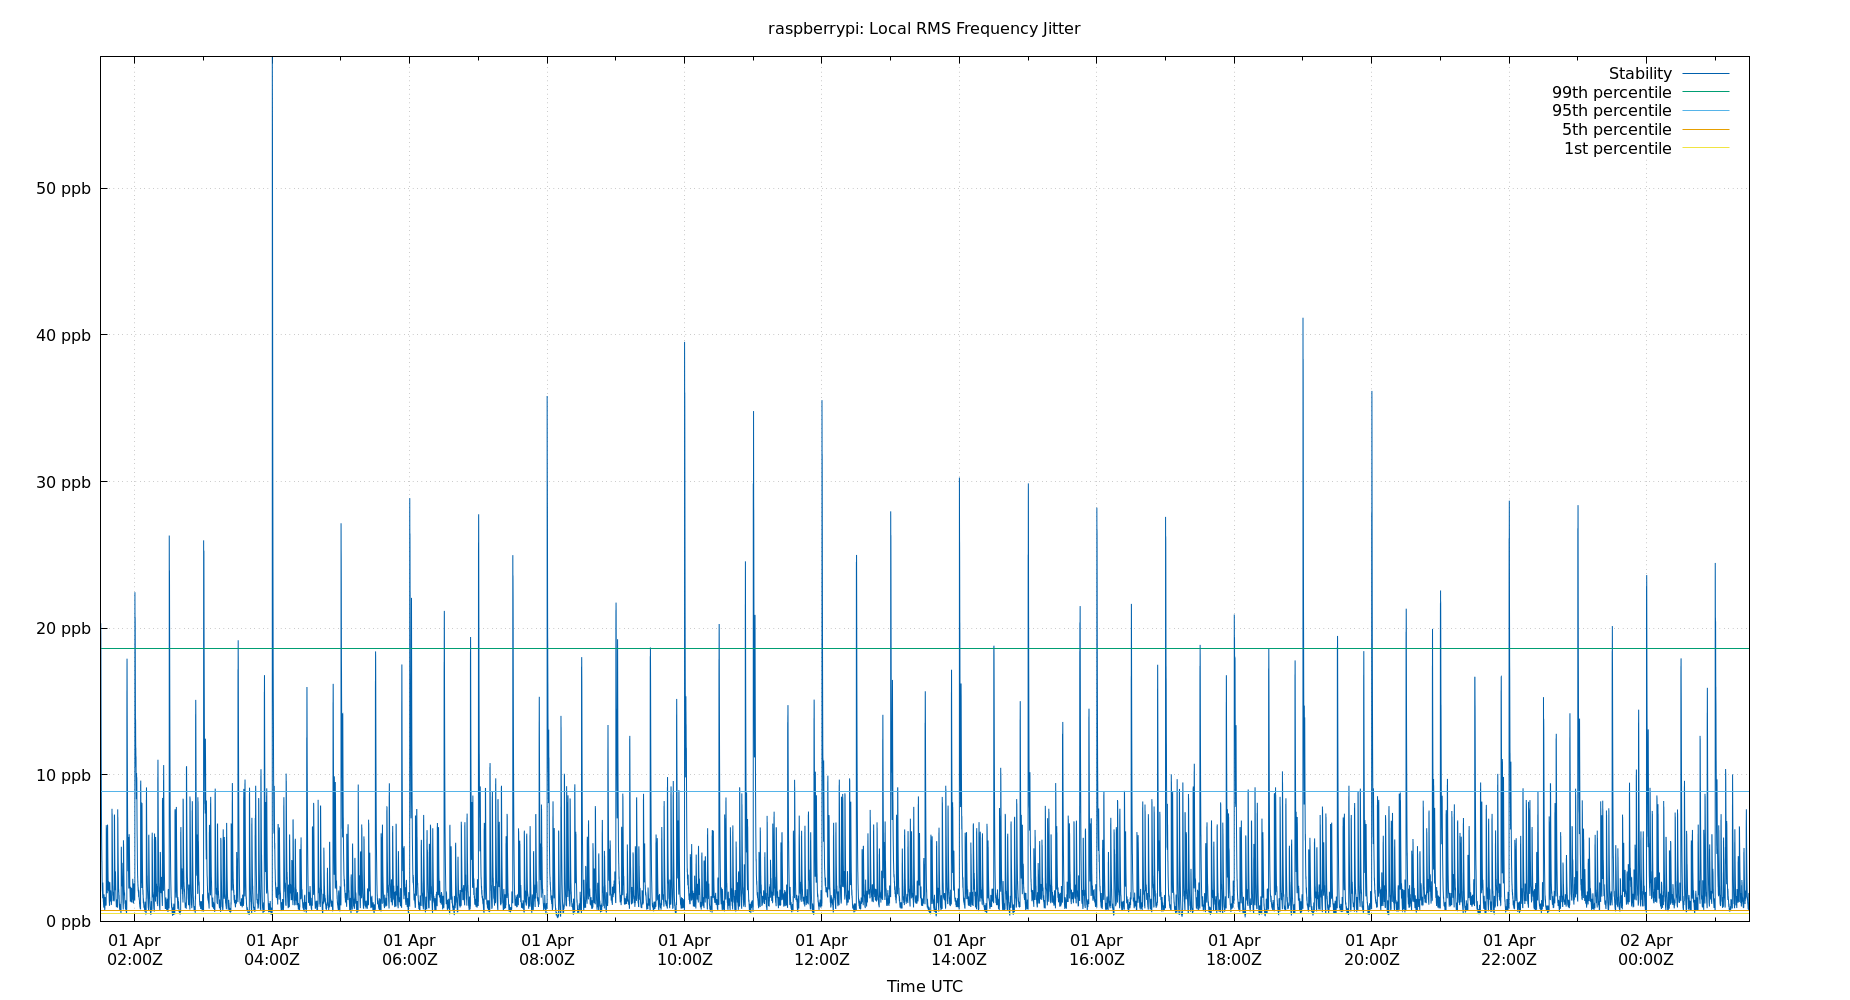 raspberrypi: Local RMS Frequency Jitter
Stability
99th percentile
95th percentile
5th percentile
1st percentile
50 ppb
40 ppb
30 ppb
20 ppb
10 ppb
0 ppb
01 Apr 01 Apr 01 Apr 01 Apr 01 Apr 01 Apr 01 Apr 01 Apr 01 Apr 01 Apr 01 Apr 02 Apr
02:00Z 04:00Z 06:00Z 08:00Z 10:00Z 12:00Z 14:00Z 16:00Z 18:00Z 20:00Z 22:00Z 00:00Z
Time UTC